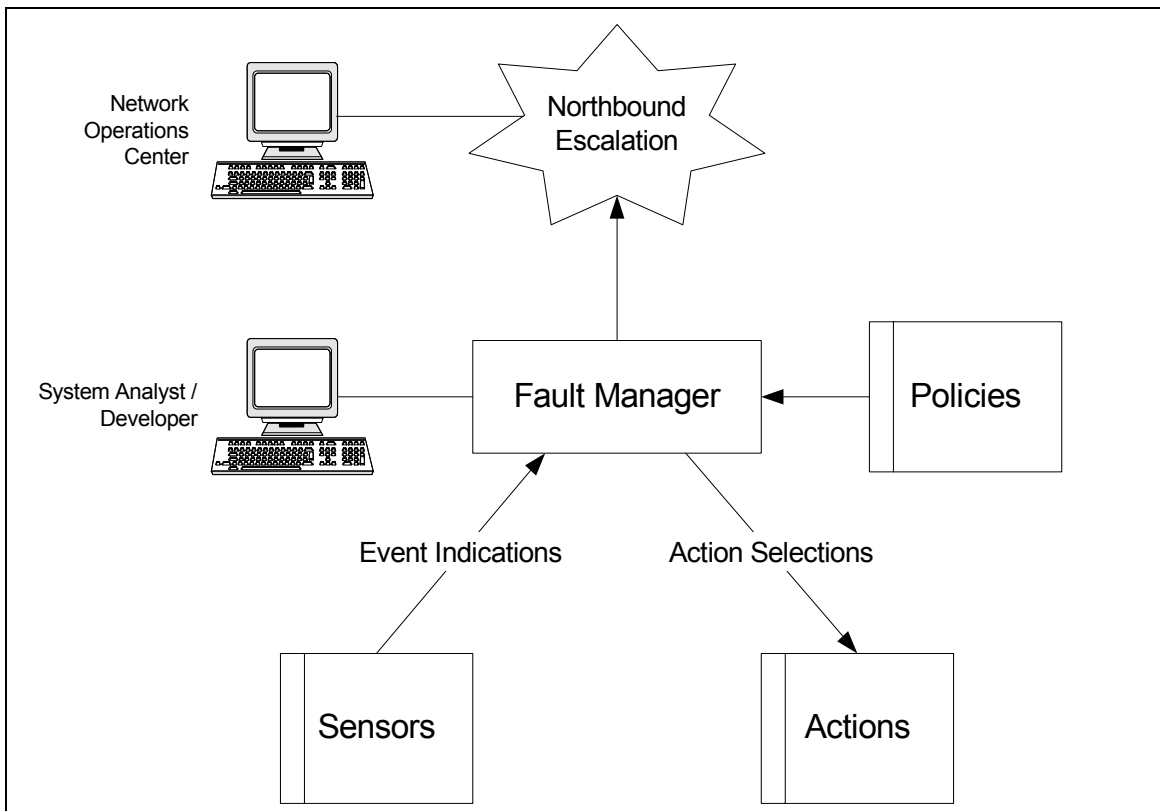 Network
Operations
Center
Northbound
Escalation
System Analyst /
Developer
Fault Manager
Policies
Event Indications
Action Selections
Sensors
Actions